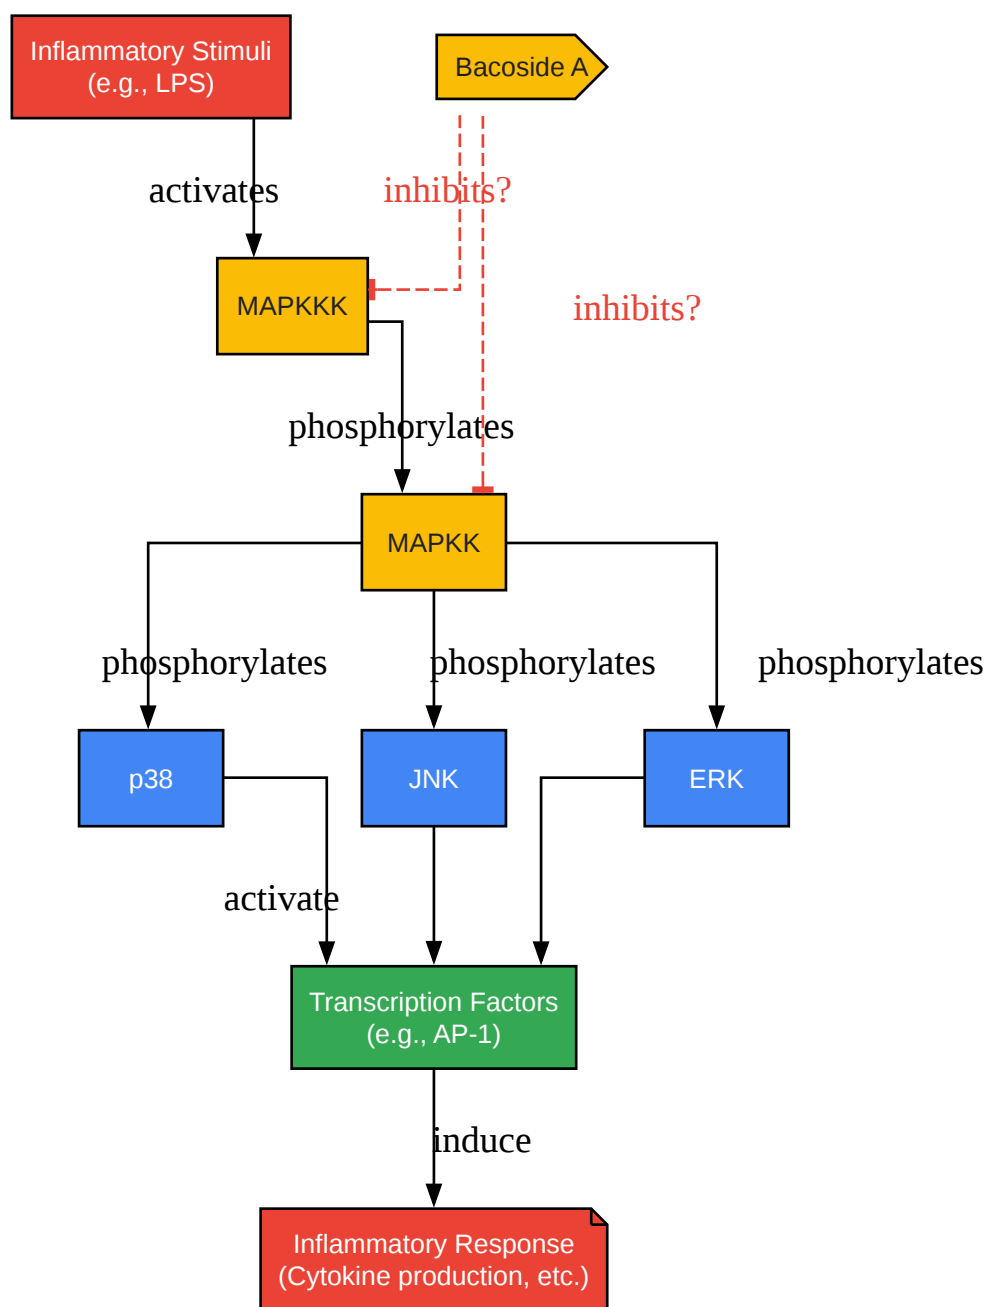 Inflammatory Stimuli
(e.g., LPS)
Bacoside A
activates
inhibits?
MAPKKK
inhibits?
phosphorylates
MAPKK
phosphorylates
phosphorylates
phosphorylates
p38
JNK
ERK
activate
Transcription Factors
(e.g., AP-1)
induce
Inflammatory Response
(Cytokine production, etc.)